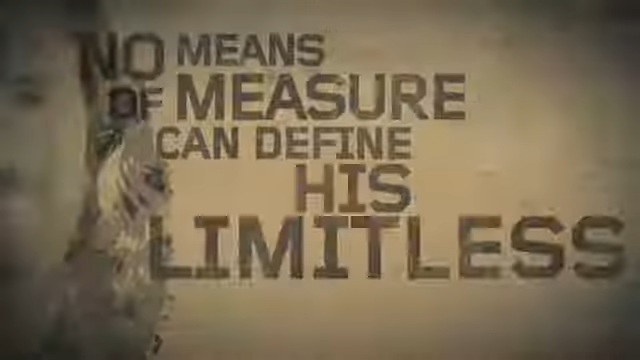 NO MEANS
OF MEASURE
CAN DEFINE
HIS
LIMITLESS